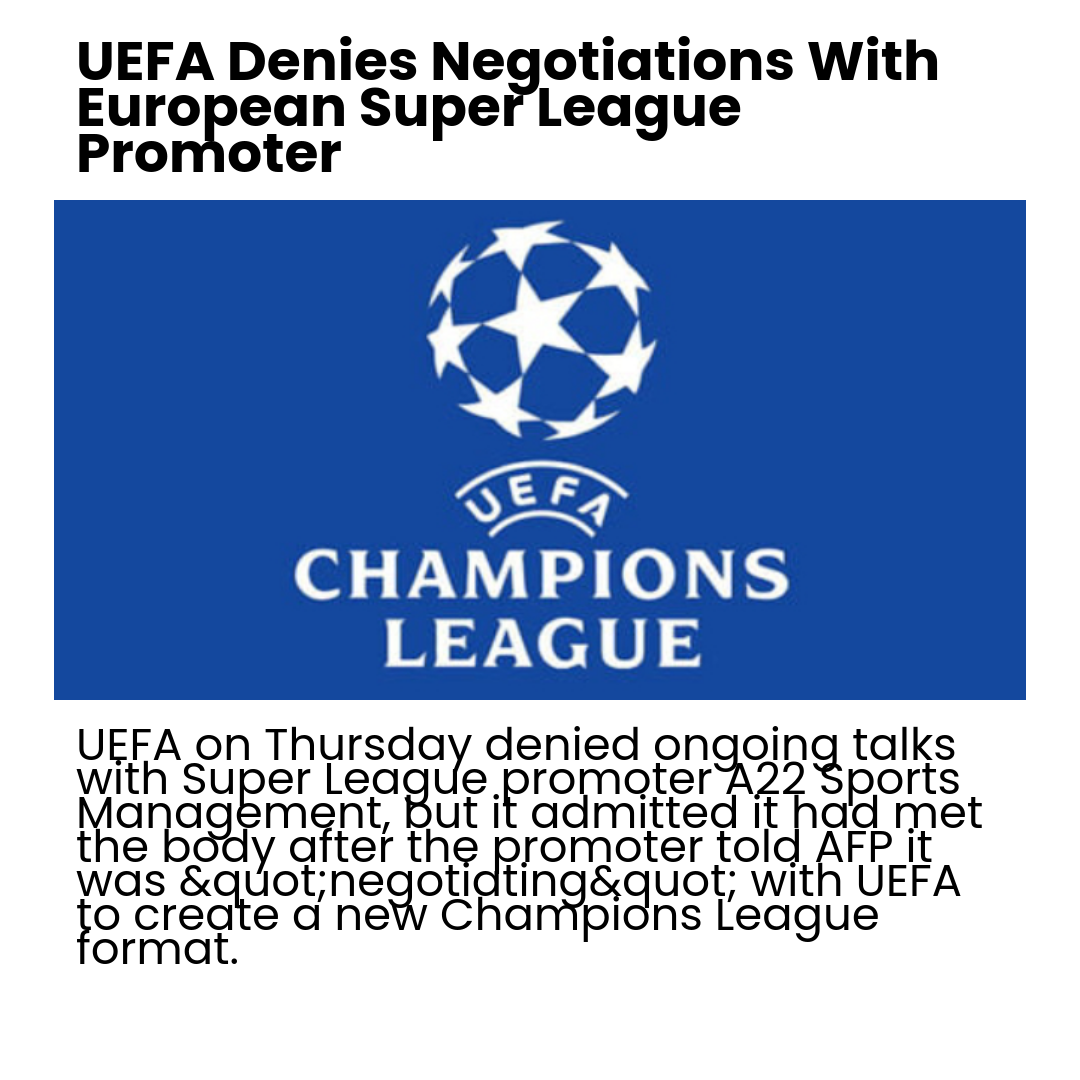 UEFA Denies Negotiations With
European Super League
Promoter
UEFA
CHAMPIONS
LEAGUE
UEFA on Thursday denied ongoing talks
with Super League promoter A22 Sports
Management, but it admitted it had met
the body after the promoter told AFP it
was &quot;negotiating&quot; with UEFA
to create a new Champions League
format.